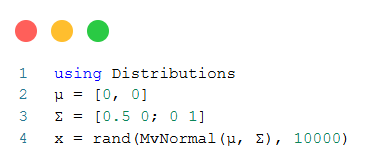 1 using Distributions
2 μ = [0, 0]
3 Σ = [0.5 0; 0 1]
4 x = rand(MvNormal(μ, Σ), 10000)